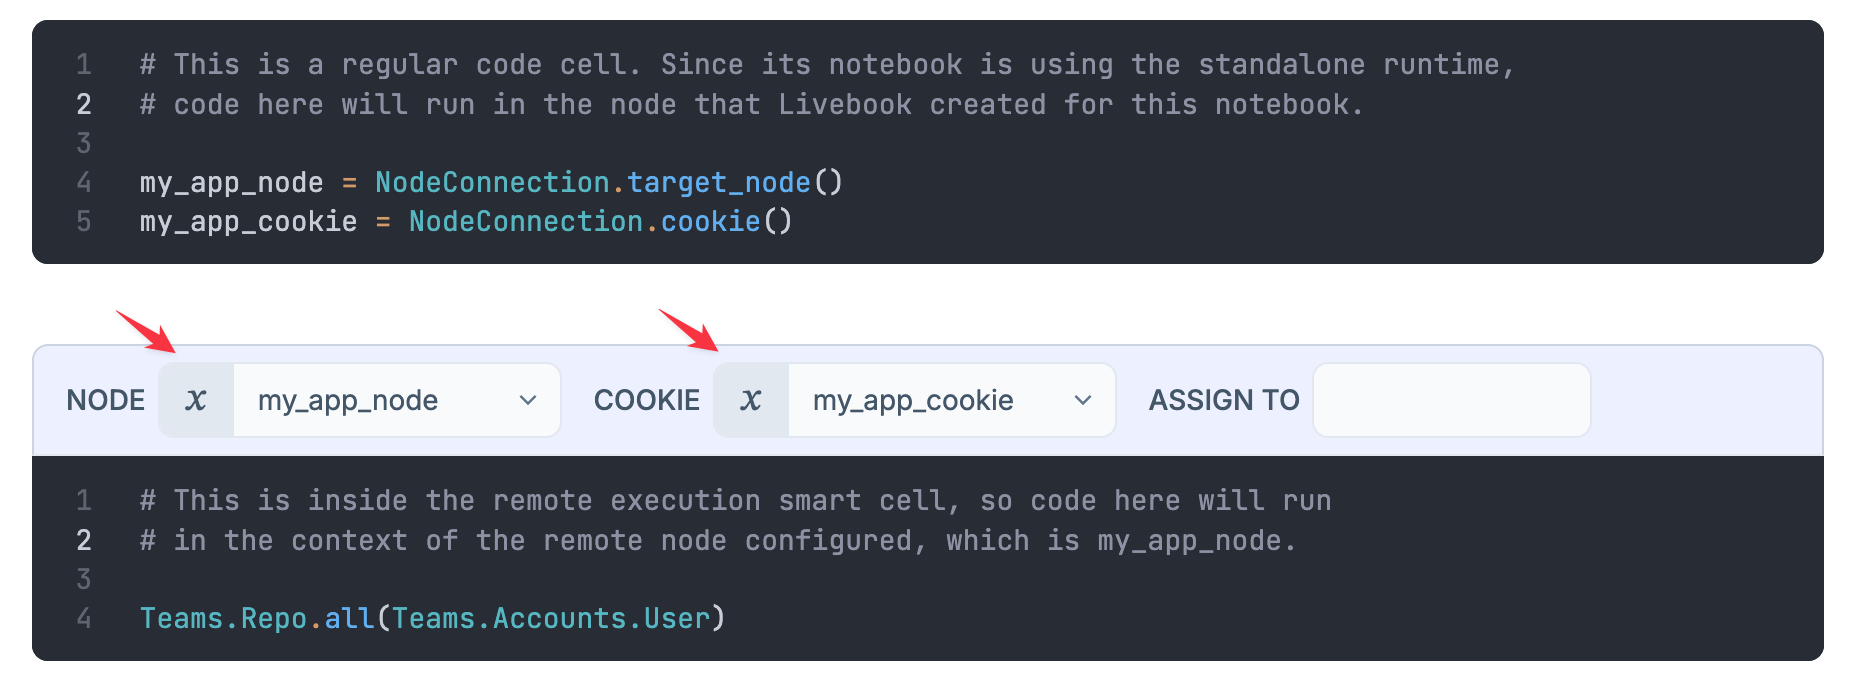 1 # This is a regular code cell. Since its notebook is using the standalone runtime,
2 # code here will run in the node that Livebook created for this notebook.
3
4 my_app_node = NodeConnection.target_node()
5 my_app_cookie = NodeConnection.cookie()
NODE x my_app_node COOKIE x my_app_cookie ASSIGN TO
1 # This is inside the remote execution smart cell, so code here will run
2 # in the context of the remote node configured, which is my_app_node.
3
4 Teams.Repo.all(Teams.Accounts.User)